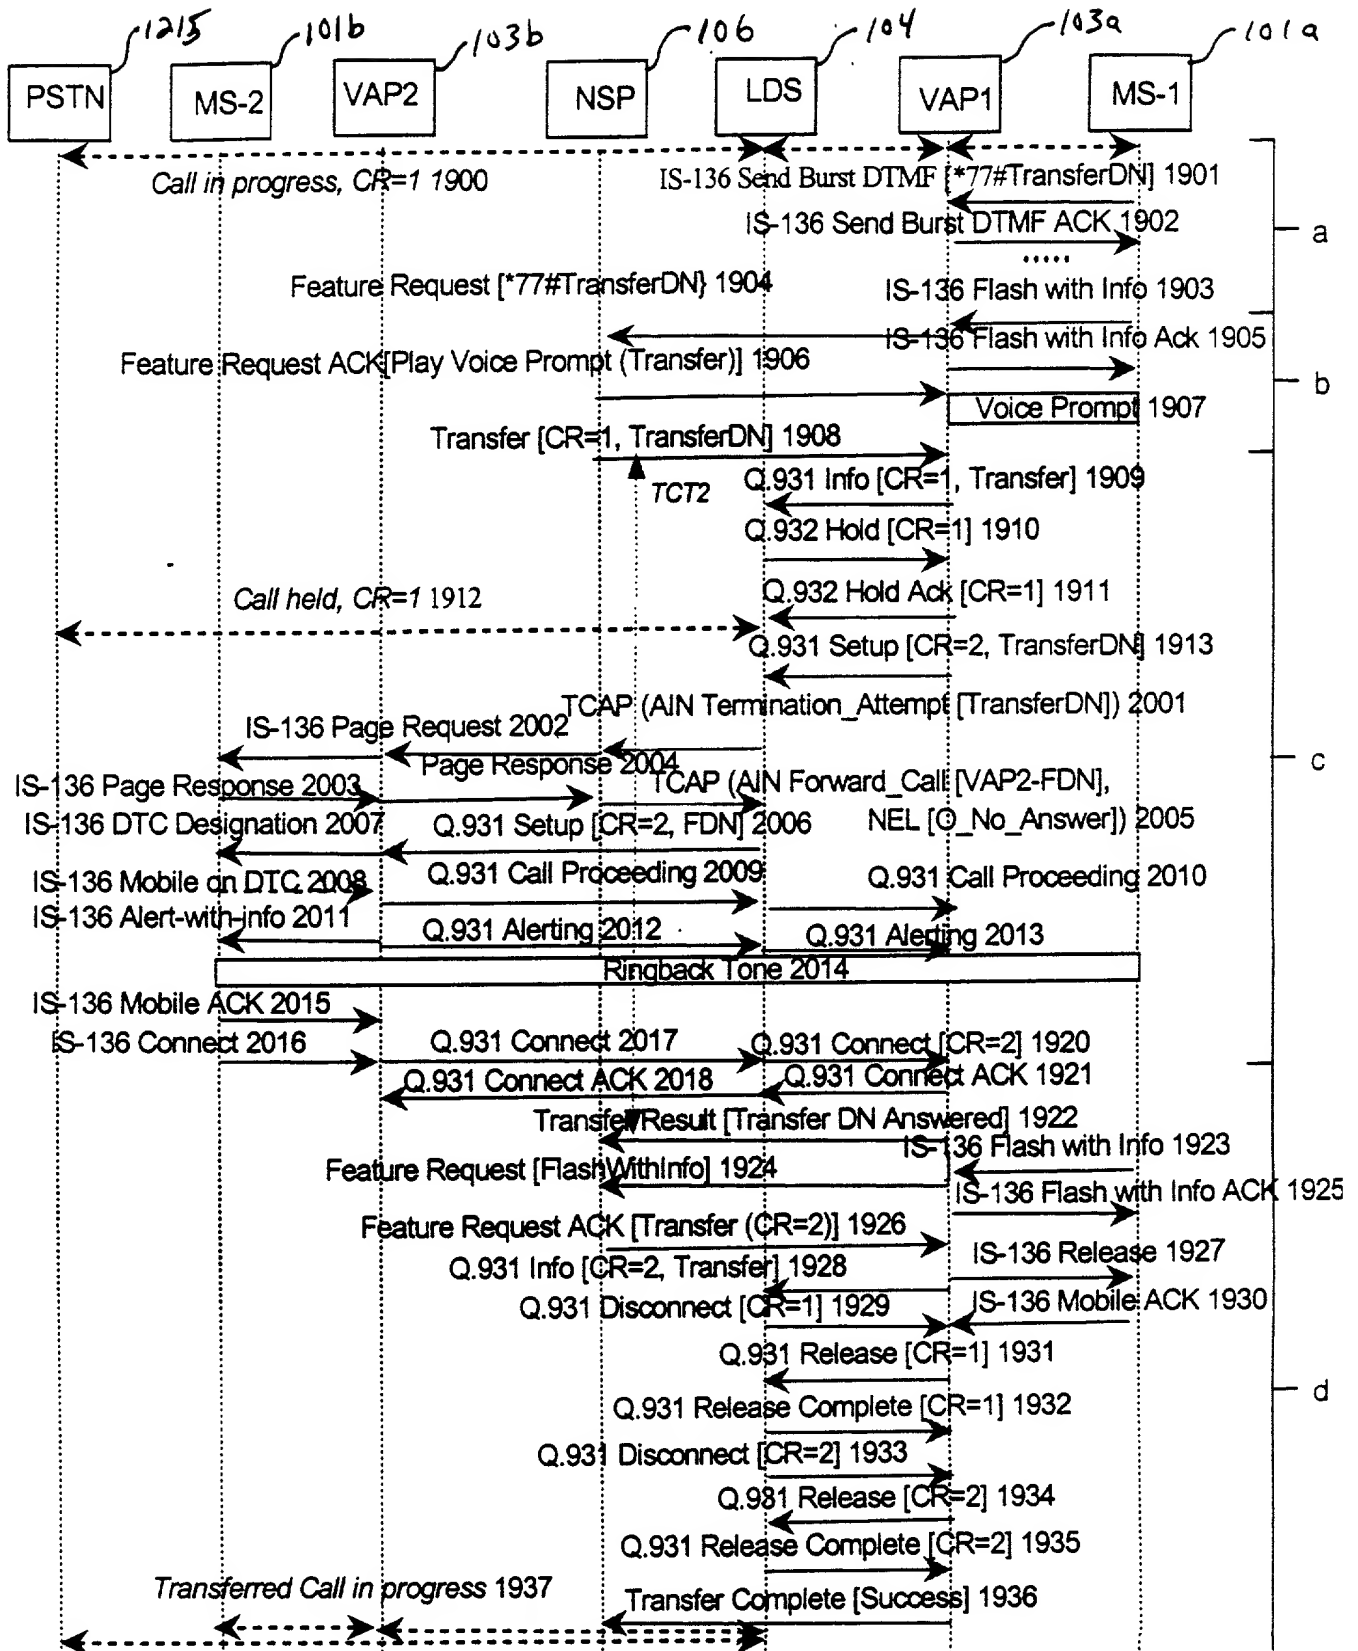 1215
101b
103b
106
104
103a
101a
PSTN
MS-2
VAP2
NSP
LDS
VAP1
MS-1
Call in progress, CR=1 1900
IS-136 Send Burst DTMF [*77#TransferDN] 1901
IS-136 Send Burst DTMF ACK 1902
a
.....
Feature Request [*77#TransferDN} 1904
IS-136 Flash with Info 1903
IS-136 Flash with Info Ack 1905
Feature Request ACK[Play Voice Prompt (Transfer)] 1906
b
Voice Prompt 1907
Transfer [CR=1, TransferDN] 1908
TCT2
Q.931 Info [CR=1, Transfer] 1909
Q.932 Hold [CR=1] 1910
Call held, CR=1 1912
Q.932 Hold Ack [CR=1] 1911
Q.931 Setup [CR=2, TransferDN] 1913
TCAP (AIN Termination_Attempt [TransferDN]) 2001
IS-136 Page Request 2002
Page Response 2004
c
IS-136 Page Response 2003
TCAP (AIN Forward_Call [VAP2-FDN],
NEL [O_No_Answer]) 2005
IS-136 DTC Designation 2007
Q.931 Setup [CR=2, FDN] 2006
IS-136 Mobile on DTC 2008
Q.931 Call Proceeding 2009
Q.931 Call Proceeding 2010
IS-136 Alert-with-info 2011
Q.931 Alerting 2012
Q.931 Alerting 2013
Ringback Tone 2014
IS-136 Mobile ACK 2015
IS-136 Connect 2016
Q.931 Connect 2017
Q.931 Connect [CR=2] 1920
Q.931 Connect ACK 2018
Q.931 Connect ACK 1921
Transfer Result [Transfer DN Answered] 1922
IS-136 Flash with Info 1923
Feature Request [FlashWithInfo] 1924
IS-136 Flash with Info ACK 1925
Feature Request ACK [Transfer (CR=2)] 1926
IS-136 Release 1927
Q.931 Info [CR=2, Transfer] 1928
Q.931 Disconnect [CR=1] 1929
IS-136 Mobile ACK 1930
Q.931 Release [CR=1] 1931
d
Q.931 Release Complete [CR=1] 1932
Q.931 Disconnect [CR=2] 1933
Q.931 Release [CR=2] 1934
Q.931 Release Complete [CR=2] 1935
Transferred Call in progress 1937
Transfer Complete [Success] 1936